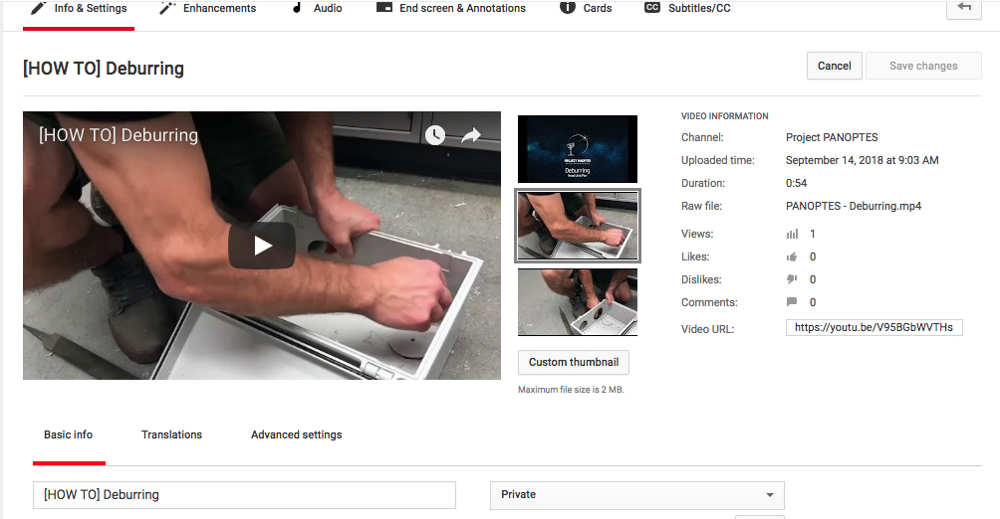 Info & Settings
Enhancements
Audio
End screen & Annotations
CC
Subtitles/CC
Cards
[HOW TO] Deburring
Cancel
Save changes
[HOW TO] Deburring
PROJECT PANOPTES
Deburring
VIDEO INFORMATION
Channel: Project PANOPTES
Uploaded time: September 14, 2018 at 9:03 AM
Duration: 0:54
Raw file: PANOPTES - Deburring.mp4
Views: 1
Likes: 0
Dislikes: 0
Comments: 0
Video URL: https://youtu.be/V95BGbWVTHs
Custom thumbnail
Maximum file size is 2 MB.
Basic info
Translations
Advanced settings
[HOW TO] Deburring
Private